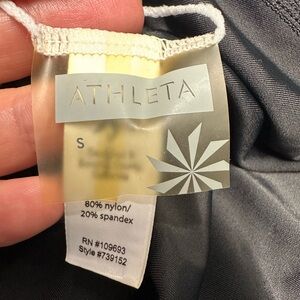 ATHLETA
S
80% nylon/
20% spandex
RN #109693
Style #739152